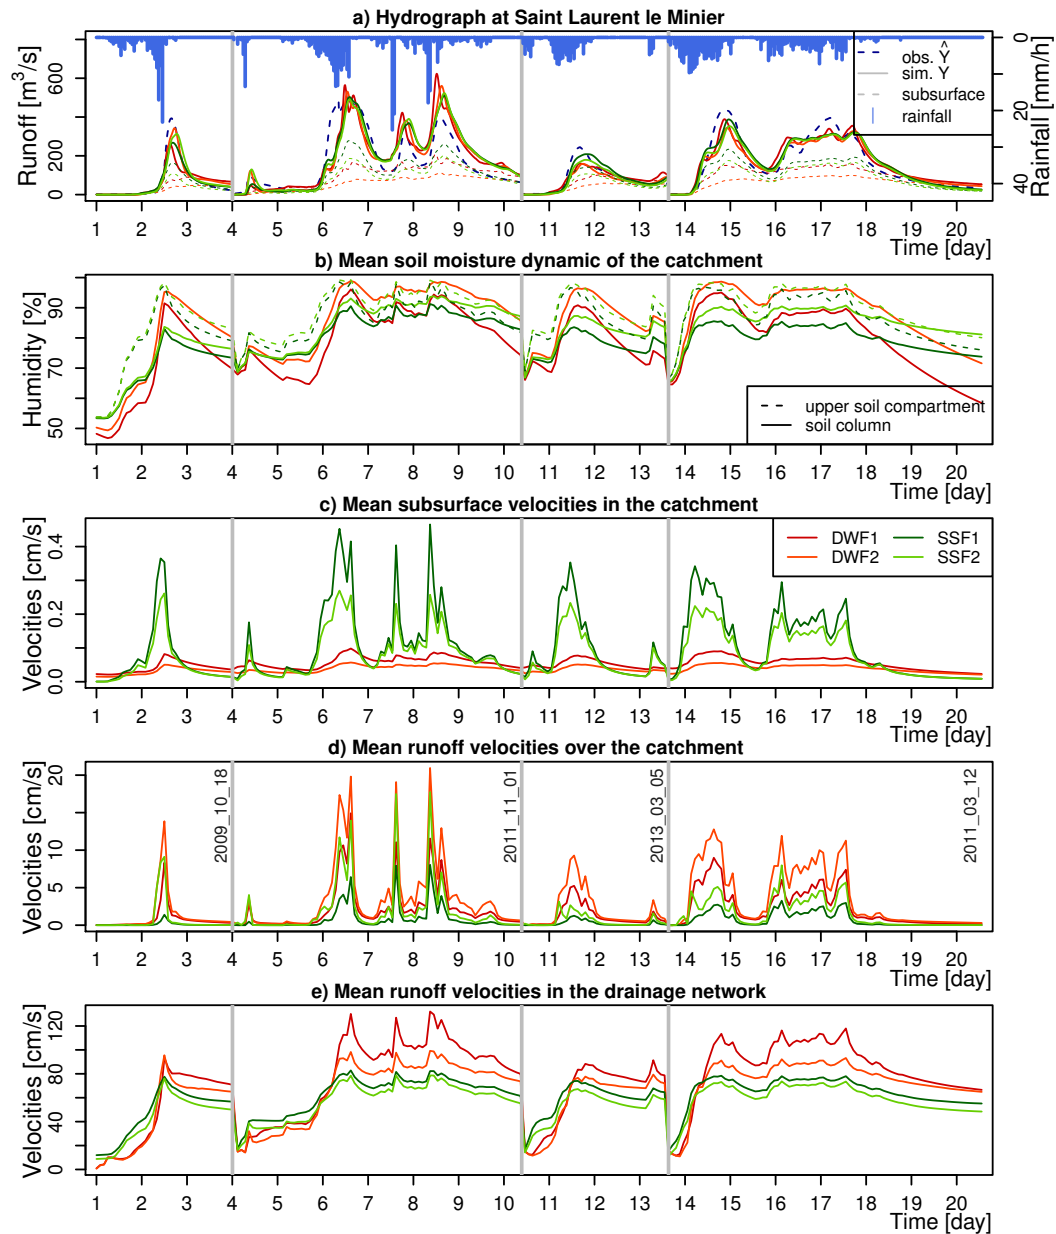 a) Hydrograph at Saint Laurent le Minier
Runoff [m³/s]
0 200 600
Rainfall [mm/h]
0 20 40
obs. Ŷ
sim. Y
subsurface
rainfall
1 2 3 4 5 6 7 8 9 10 11 12 13 14 15 16 17 18 19 20
Time [day]
b) Mean soil moisture dynamic of the catchment
Humidity [%]
50 70 90
upper soil compartment
soil column
1 2 3 4 5 6 7 8 9 10 11 12 13 14 15 16 17 18 19 20
Time [day]
c) Mean subsurface velocities in the catchment
Velocities [cm/s]
0.0 0.2 0.4
DWF1 SSF1
DWF2 SSF2
1 2 3 4 5 6 7 8 9 10 11 12 13 14 15 16 17 18 19 20
Time [day]
d) Mean runoff velocities over the catchment
Velocities [cm/s]
0 5 10 20
2009_10_18
2011_11_01
2013_03_05
2011_03_12
1 2 3 4 5 6 7 8 9 10 11 12 13 14 15 16 17 18 19 20
Time [day]
e) Mean runoff velocities in the drainage network
Velocities [cm/s]
0 40 80 120
1 2 3 4 5 6 7 8 9 10 11 12 13 14 15 16 17 18 19 20
Time [day]